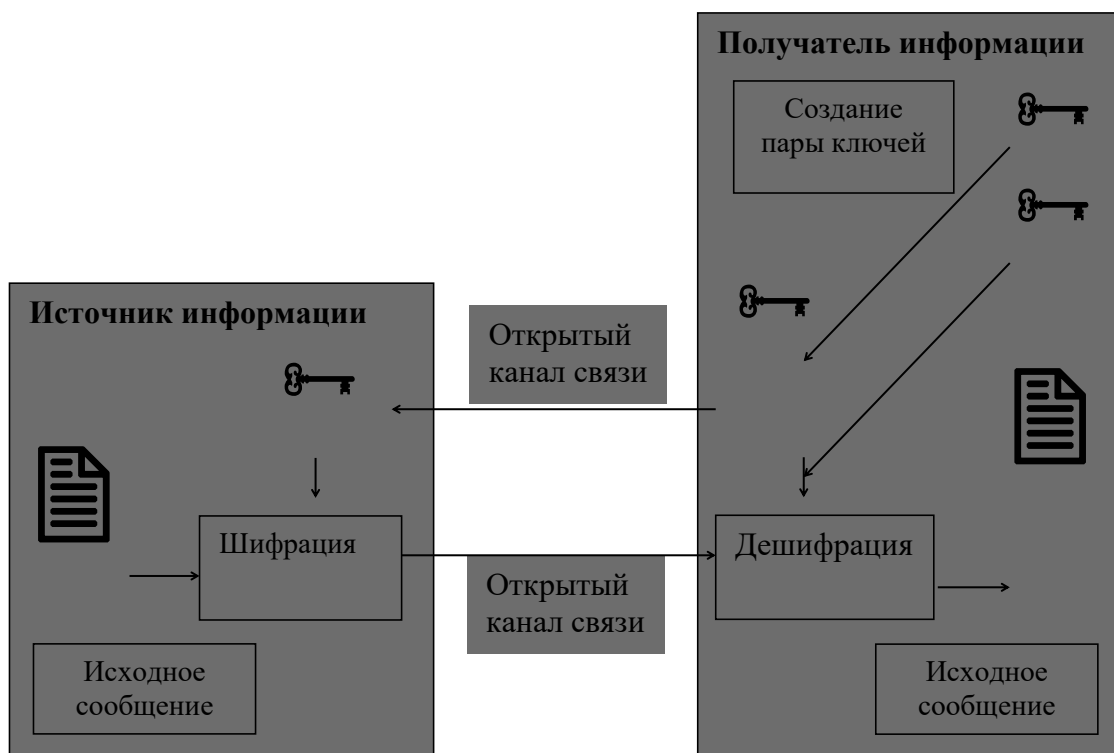 Получатель информации
Создание
пары ключей
Источник информации
Открытый
канал связи
Шифрация
Дешифрация
Открытый
канал связи
Исходное
сообщение
Исходное
сообщение